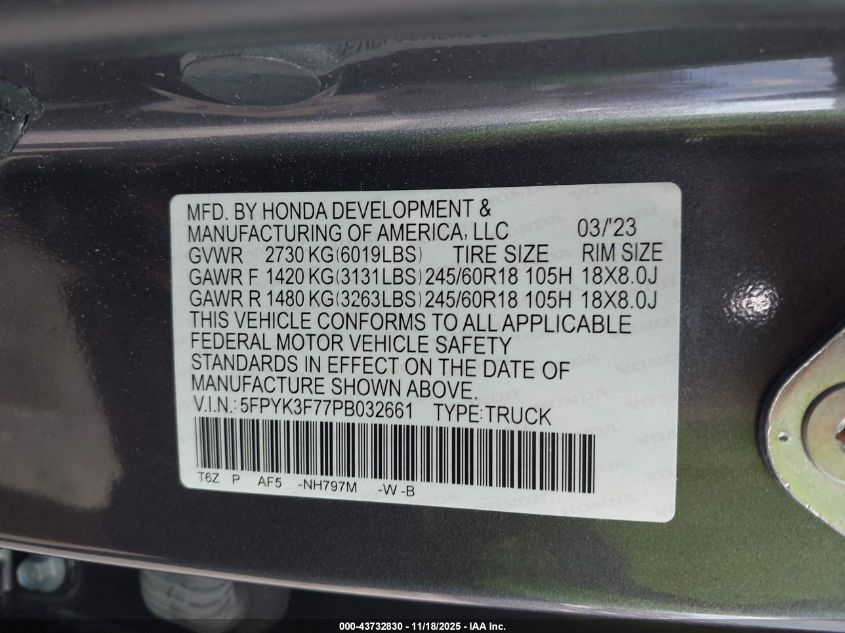 MFD. BY HONDA DEVELOPMENT &
MANUFACTURING OF AMERICA, LLC 03/'23
GVWR 2730 KG(6019LBS) TIRE SIZE RIM SIZE
GAWR F 1420 KG(3131LBS) 245/60R18 105H 18X8.0J
GAWR R 1480 KG(3263LBS) 245/60R18 105H 18X8.0J
THIS VEHICLE CONFORMS TO ALL APPLICABLE
FEDERAL MOTOR VEHICLE SAFETY
STANDARDS IN EFFECT ON THE DATE OF
MANUFACTURE SHOWN ABOVE.
V.I.N.: 5FPYK3F77PB032661 TYPE:TRUCK
T6Z P AF5 -NH797M -W -B
000-43732830 - 11/18/2025 - IAA Inc.